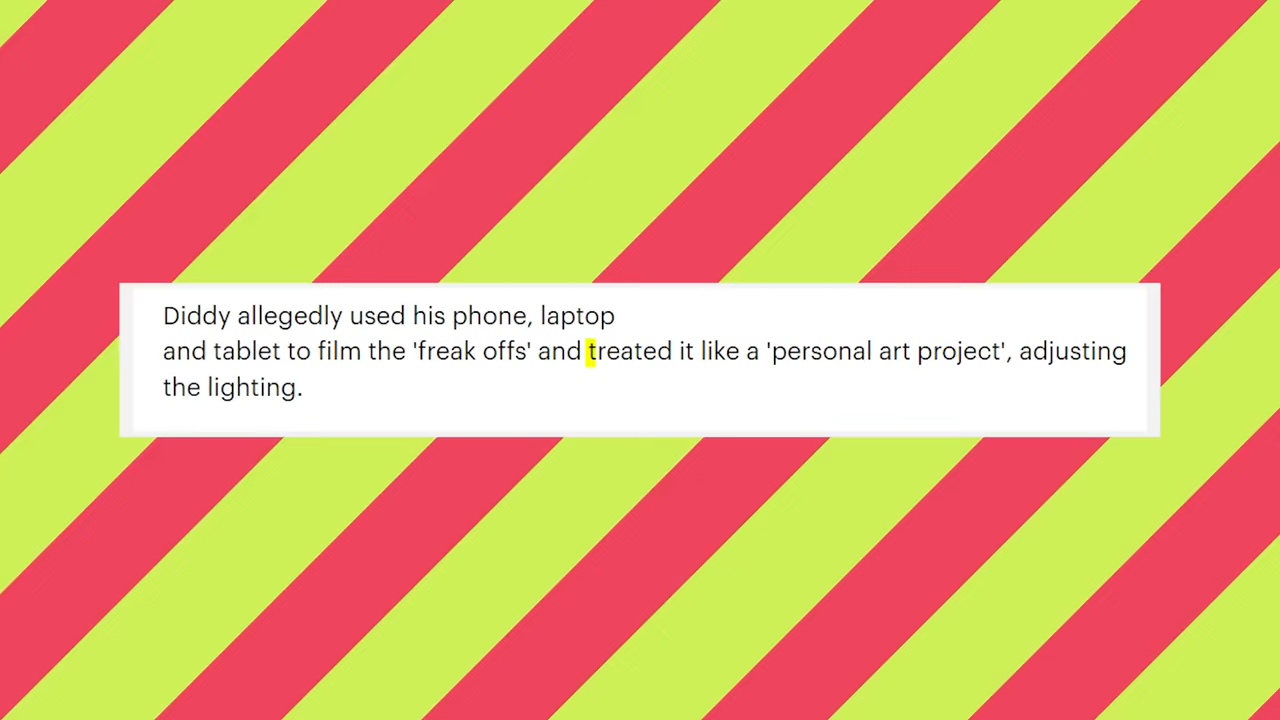 Diddy allegedly used his phone, laptop
and tablet to film the 'freak offs' and treated it like a 'personal art project', adjusting
the lighting.